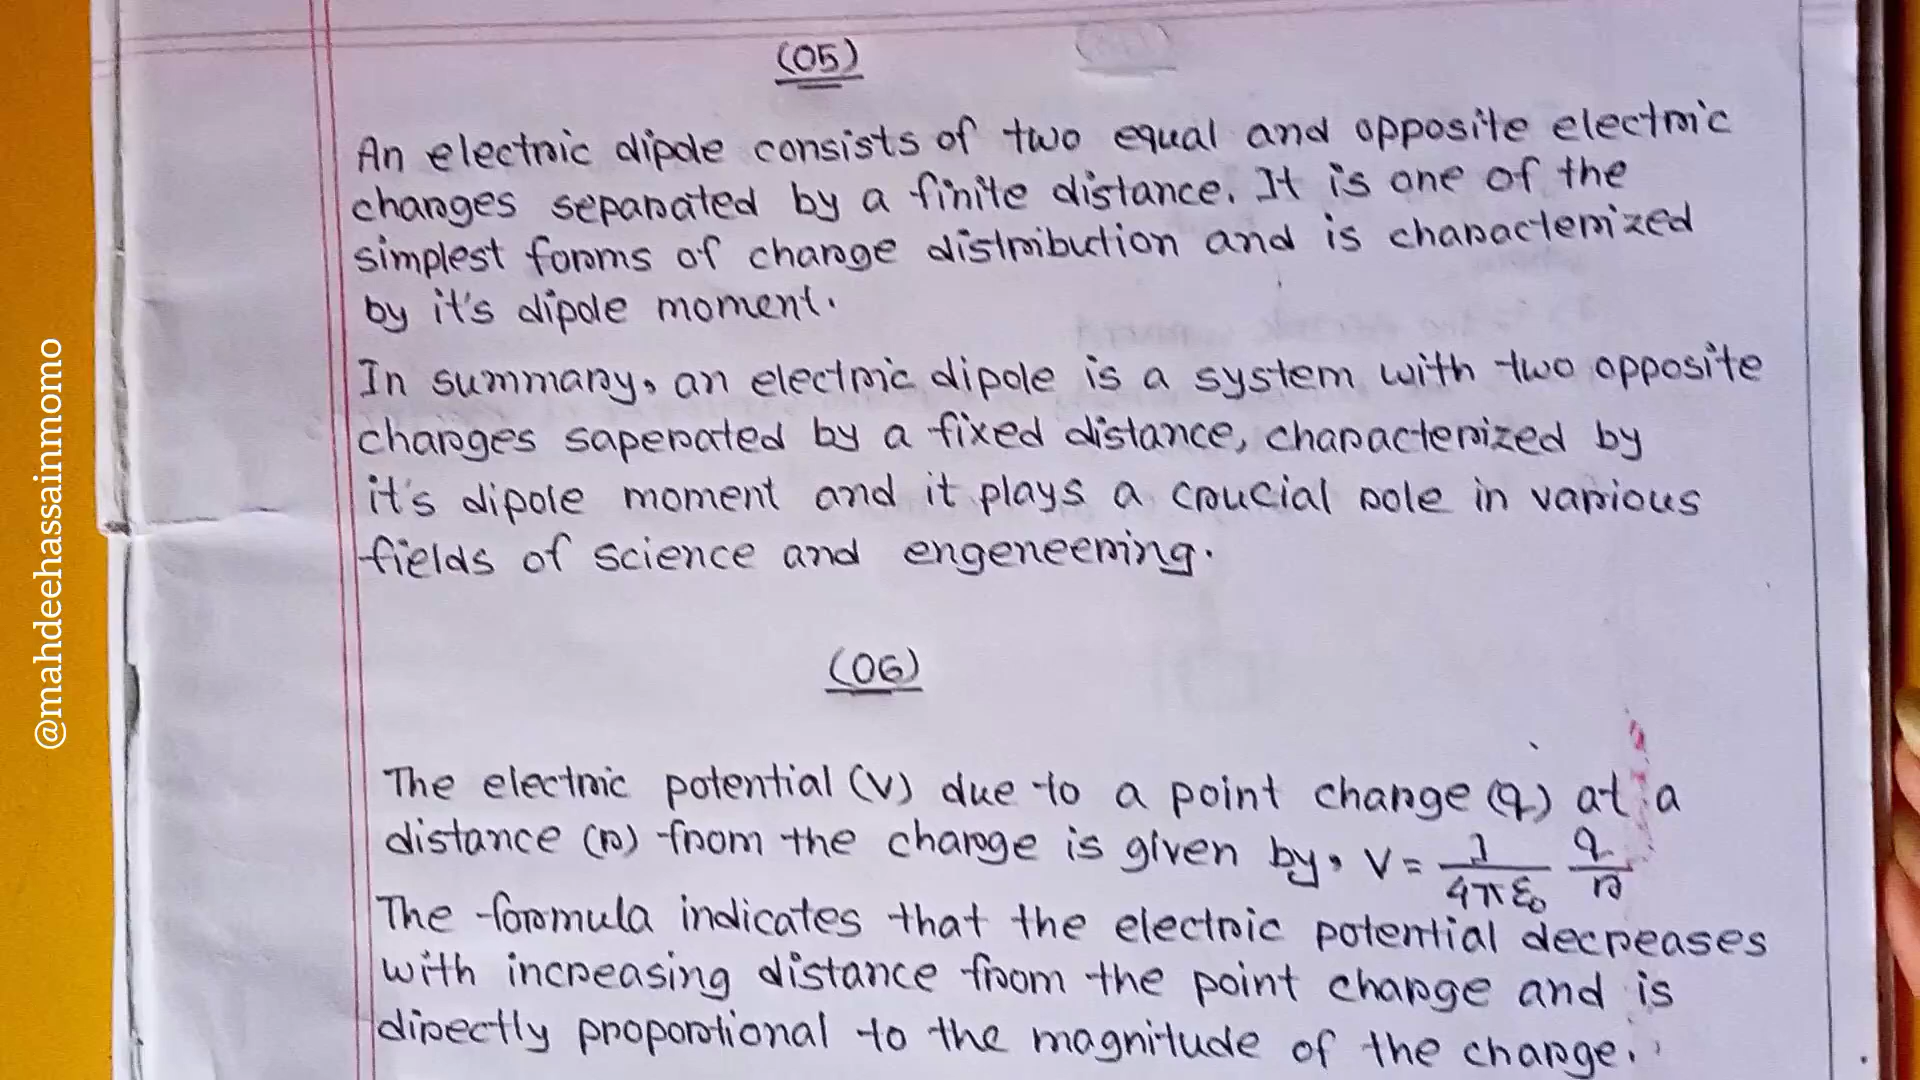 (05)
An electric dipole consists of two equal and opposite electric
charges separated by a finite distance. It is one of the
simplest forms of charge distribution and is characterized
by it's dipole moment.
In summary, an electric dipole is a system with two opposite
charges saperated by a fixed distance, characterized by
it's dipole moment and it plays a crucial role in various
fields of science and engeneering.
(06)
The electric potential (V) due to a point charge (q) at a
distance (r) from the charge is given by, V = 1/4πε₀ q/r
The formula indicates that the electric potential decreases
with increasing distance from the point charge and is
directly proportional to the magnitude of the charge.
@mahdeehassainmomo